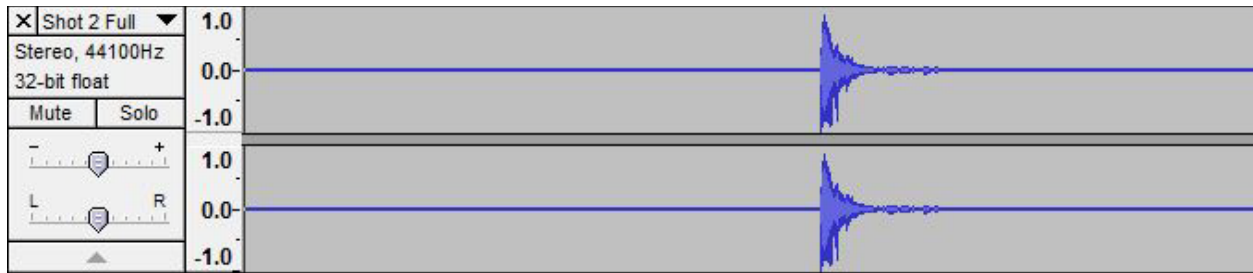 X Shot 2 Full
Stereo, 44100Hz
32-bit float
Mute Solo
- +
L R
1.0
0.0-
-1.0
1.0
0.0-
-1.0